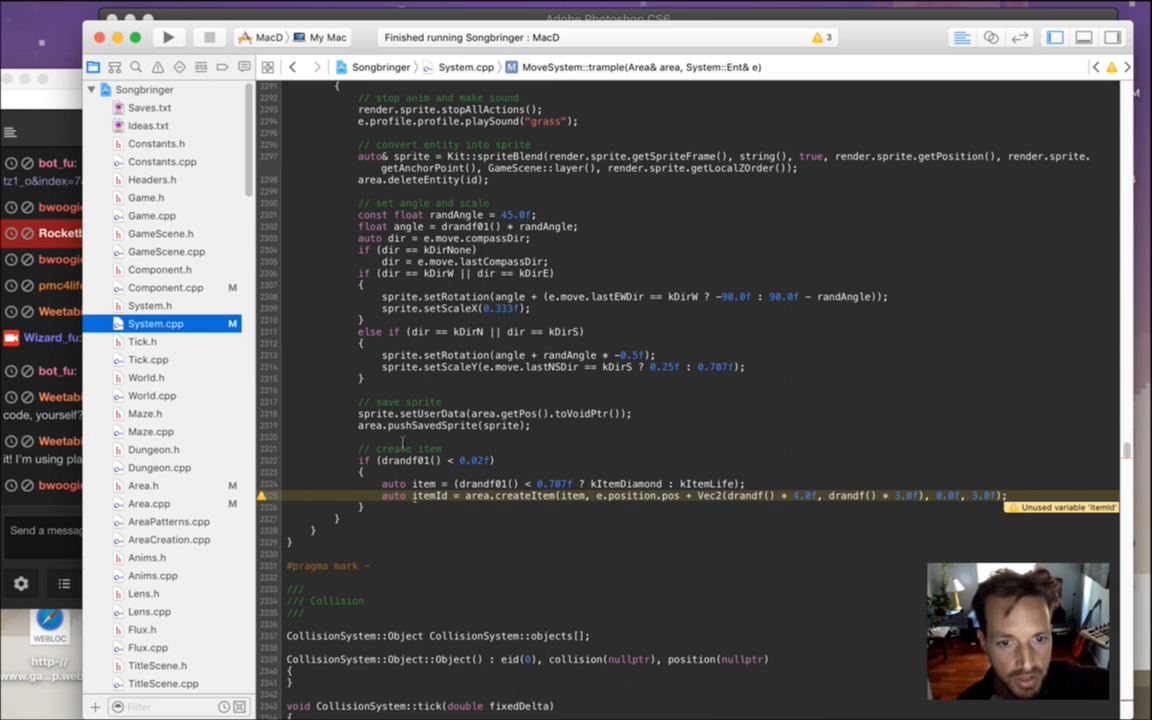 Adobe Photoshop CS6
MacD
My Mac
Finished running Songbringer : MacD
3
Songbringer
System.cpp
M
MoveSystem::trample(Area& area, System::Ent& e)
Songbringer
Saves.txt
Ideas.txt
Constants.h
Constants.cpp
Headers.h
Game.h
Game.cpp
GameScene.h
GameScene.cpp
Component.h
Component.cpp M
System.h
System.cpp M
Tick.h
Tick.cpp
World.h
World.cpp
Maze.h
Maze.cpp
Dungeon.h
Dungeon.cpp
Area.h
Area.cpp
AreaPatterns.cpp
AreaCreation.cpp
Anims.h
Anims.cpp
Lens.h
Lens.cpp
Flux.h
Flux.cpp
TitleScene.h
TitleScene.cpp
Filter
bot_fu:
tz1_o&index=7
bwoogie
Rocketb
bwoogie
pmc4life
Weetabi
Wizard_fu:
bot_fu:
Weetabi
code, yourself?
Weetabi
it! I'm using pla
bwoogie
Send a message
WEBLOC
http-//
www.ga...p.web
2291 {
2292 // stop anim and make sound
2293 render.sprite.stopAllActions();
2294 e.profile.profile.playSound("grass");
2295
2296 // convert entity into sprite
2297 auto& sprite = Kit::spriteBlend(render.sprite.getSpriteFrame(), string(), true, render.sprite.getPosition(), render.sprite.
getAnchorPoint(), GameScene::layer(), render.sprite.getLocalZOrder());
2298 area.deleteEntity(id);
2299
2300 // set angle and scale
2301 const float randAngle = 45.0f;
2302 float angle = drandf01() * randAngle;
2303 auto dir = e.move.compassDir;
2304 if (dir == kDirNone)
2305 dir = e.move.lastCompassDir;
2306 if (dir == kDirW || dir == kDirE)
2307 {
2308 sprite.setRotation(angle + (e.move.lastEWDir == kDirW ? -90.0f : 90.0f - randAngle));
2309 sprite.setScaleX(0.333f);
2310 }
2311 else if (dir == kDirN || dir == kDirS)
2312 {
2313 sprite.setRotation(angle + randAngle * -0.5f);
2314 sprite.setScaleY(e.move.lastNSDir == kDirS ? 0.25f : 0.707f);
2315 }
2316
2317 // save sprite
2318 sprite.setUserData(area.getPos().toVoidPtr());
2319 area.pushSavedSprite(sprite);
2320
2321 // create item
2322 if (drandf01() < 0.02f)
2323 {
2324 auto item = (drandf01() < 0.707f ? kItemDiamond : kItemLife);
2325 auto itemId = area.createItem(item, e.position.pos + Vec2(drandf() * 4.0f, drandf() * 3.0f), 0.0f, 3.0f);
Unused variable 'itemId'
2326 }
2327 }
2328 }
2329 }
2330
2331 #pragma mark -
2332
2333 ///
2334 /// Collision
2335 ///
2336
2337 CollisionSystem::Object CollisionSystem::objects[];
2338
2339 CollisionSystem::Object::Object() : eid(0), collision(nullptr), position(nullptr)
2340 {
2341 }
2342
2343 void CollisionSystem::tick(double fixedDelta)
2344 {